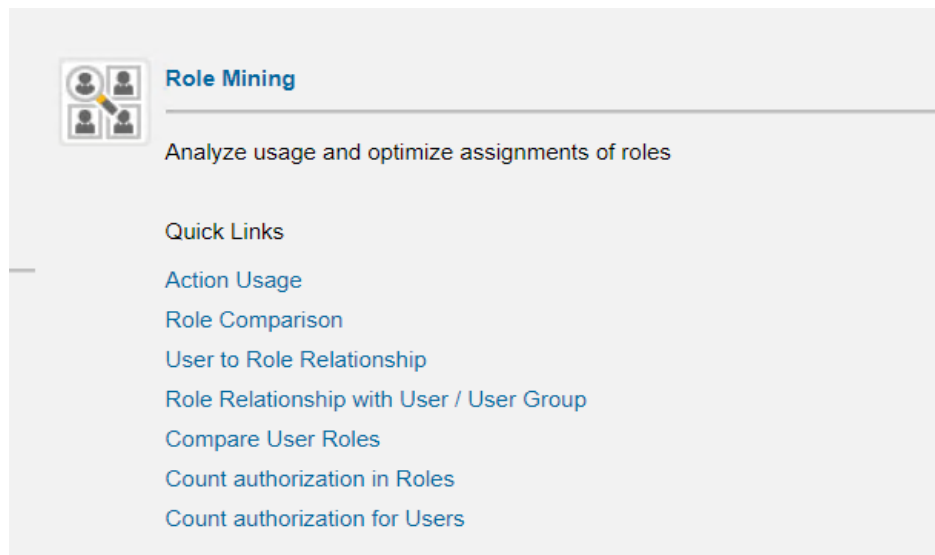 Role Mining
Analyze usage and optimize assignments of roles
Quick Links
Action Usage
Role Comparison
User to Role Relationship
Role Relationship with User / User Group
Compare User Roles
Count authorization in Roles
Count authorization for Users